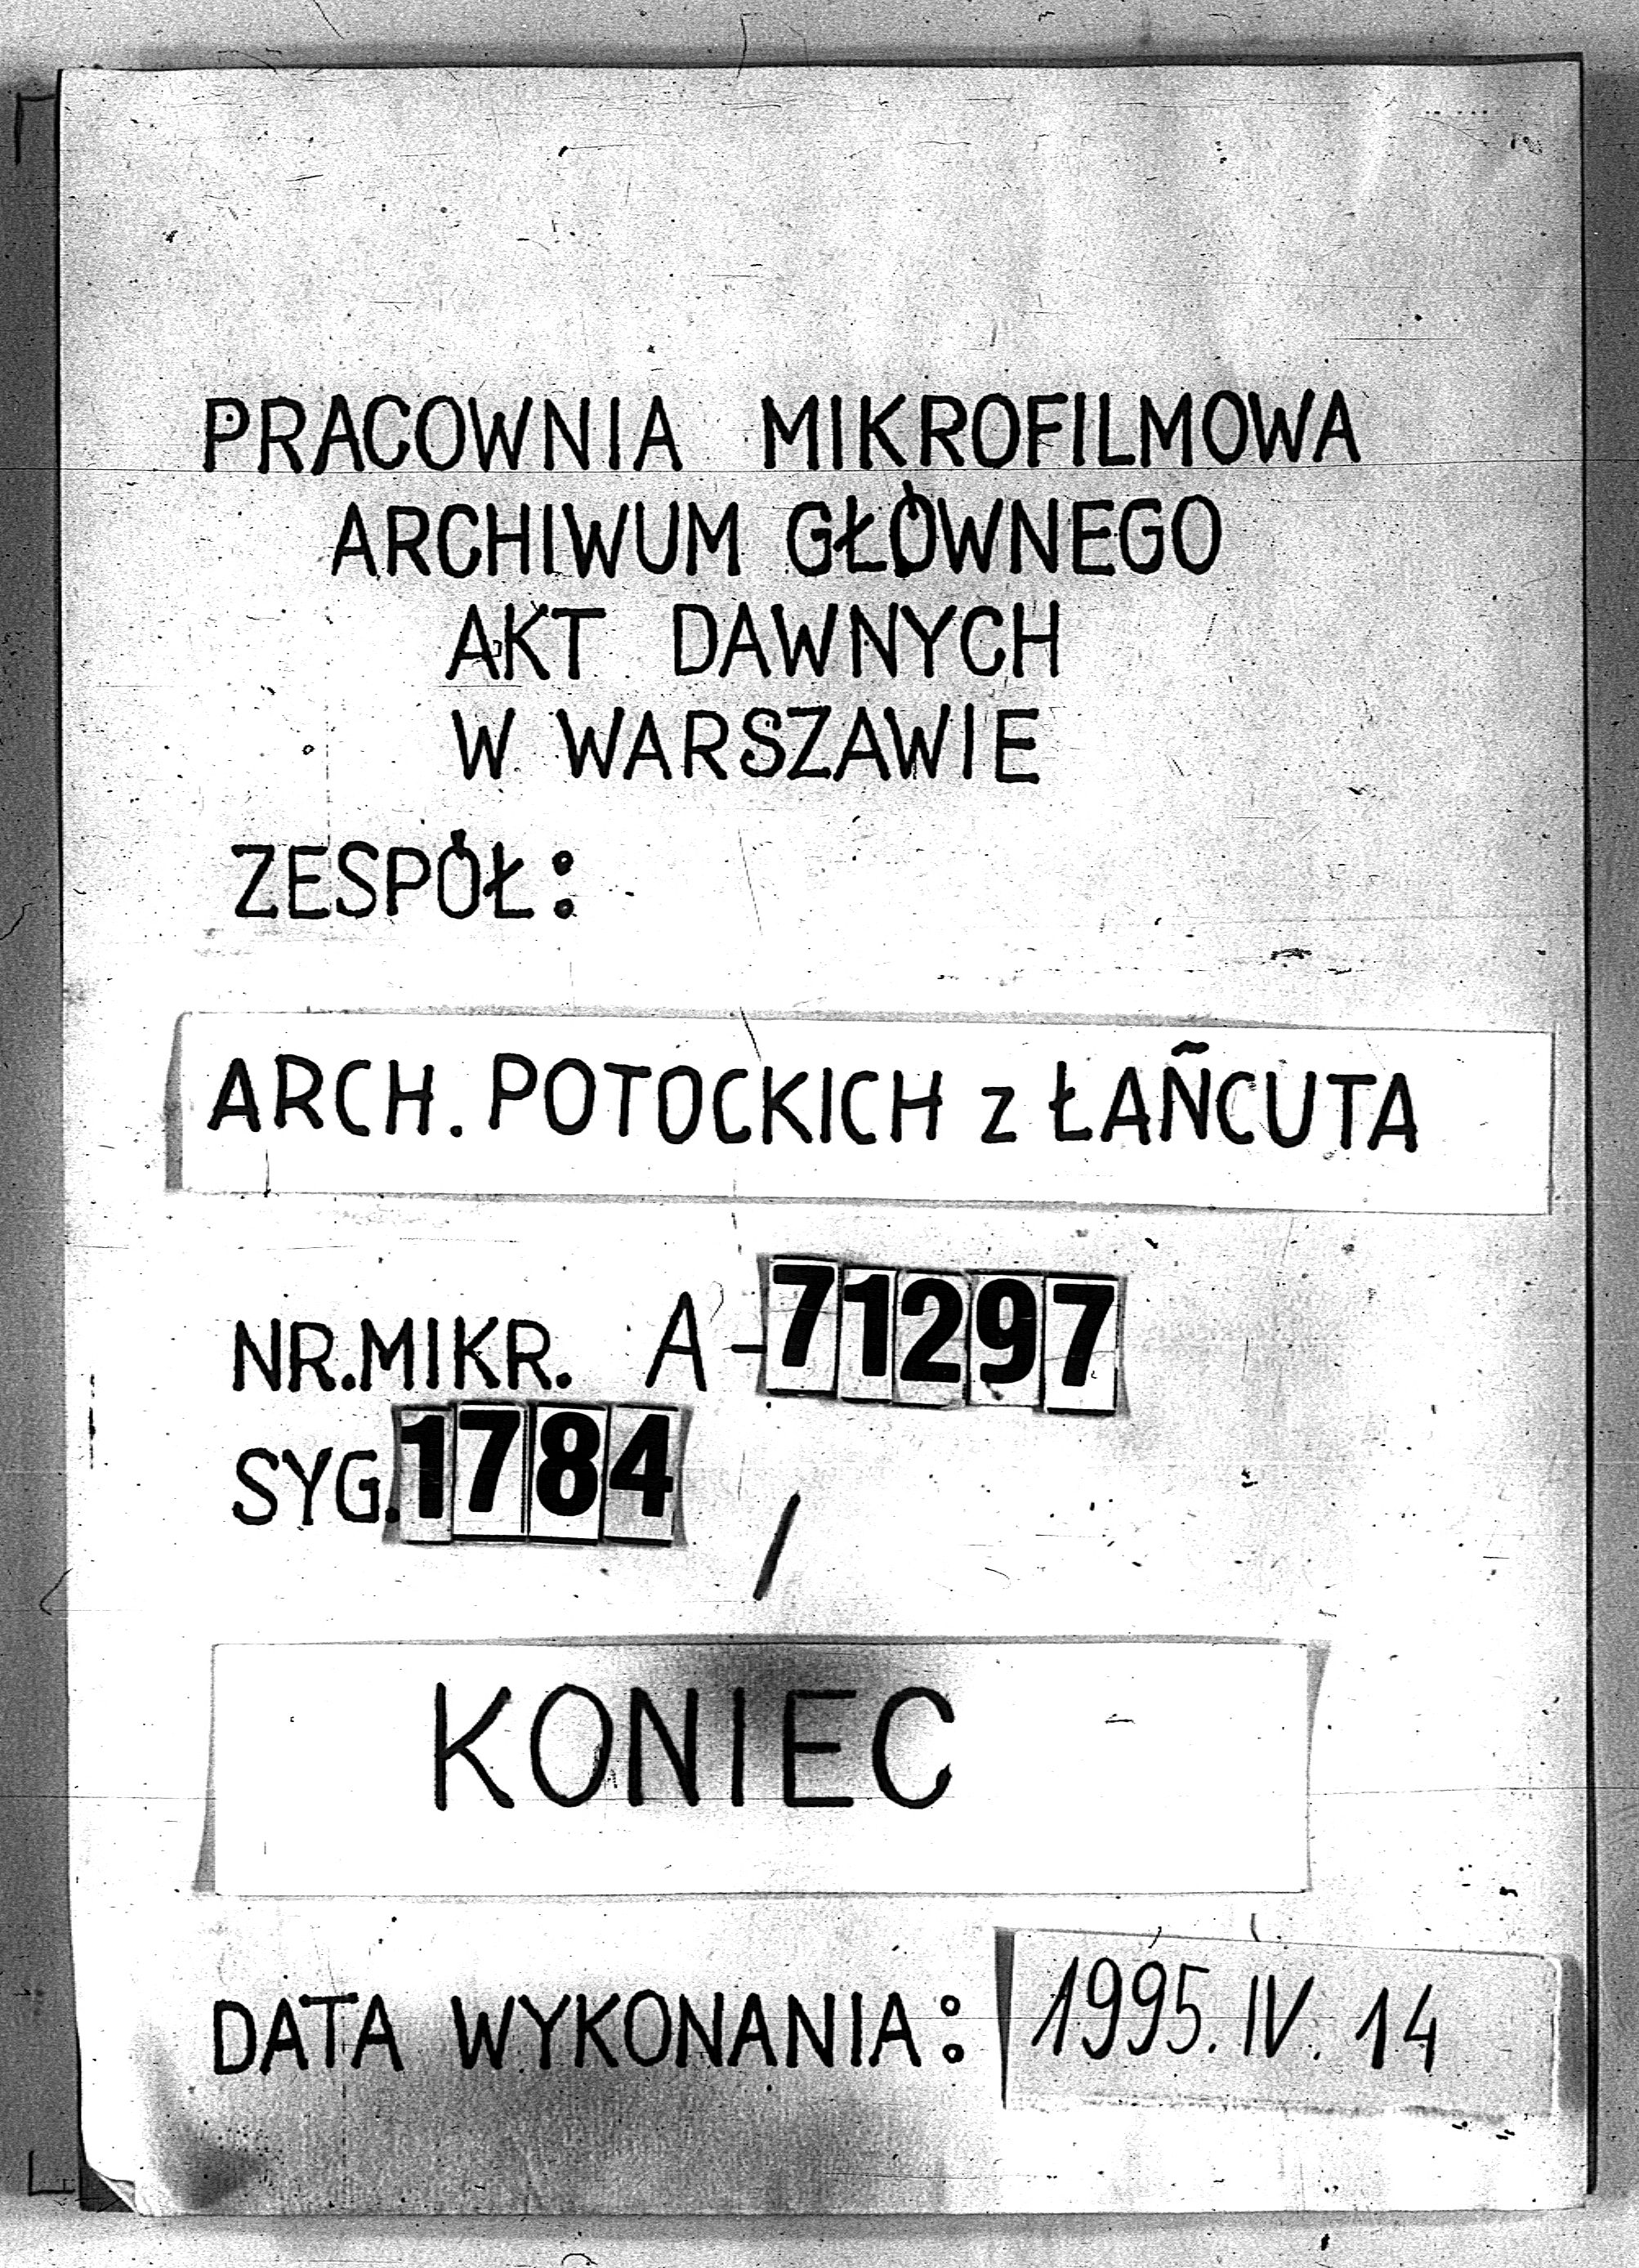 PRACOWNIA MIKROFILMOWA
ARCHIWUM GŁÓWNEGO
AKT DAWNYCH
W WARSZAWIE
ZESPÓŁ:
ARCH. POTOCKICH z ŁAŃCUTA
NR.MIKR. A-71297
SYG.1784 /
KONIEC
DATA WYKONANIA: 1995.IV.14